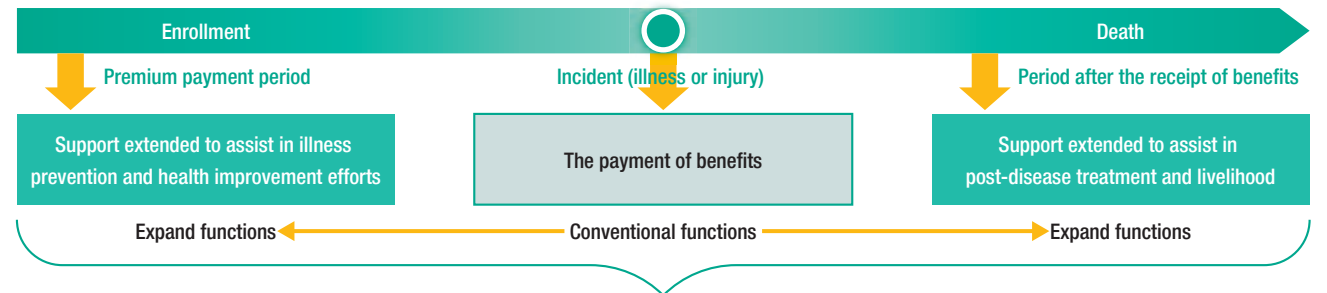 Enrollment
Death
Premium payment period
Incident (illness or injury)
Period after the receipt of benefits
Support extended to assist in illness
prevention and health improvement efforts
The payment of benefits
Support extended to assist in
post-disease treatment and livelihood
Expand functions
Conventional functions
Expand functions